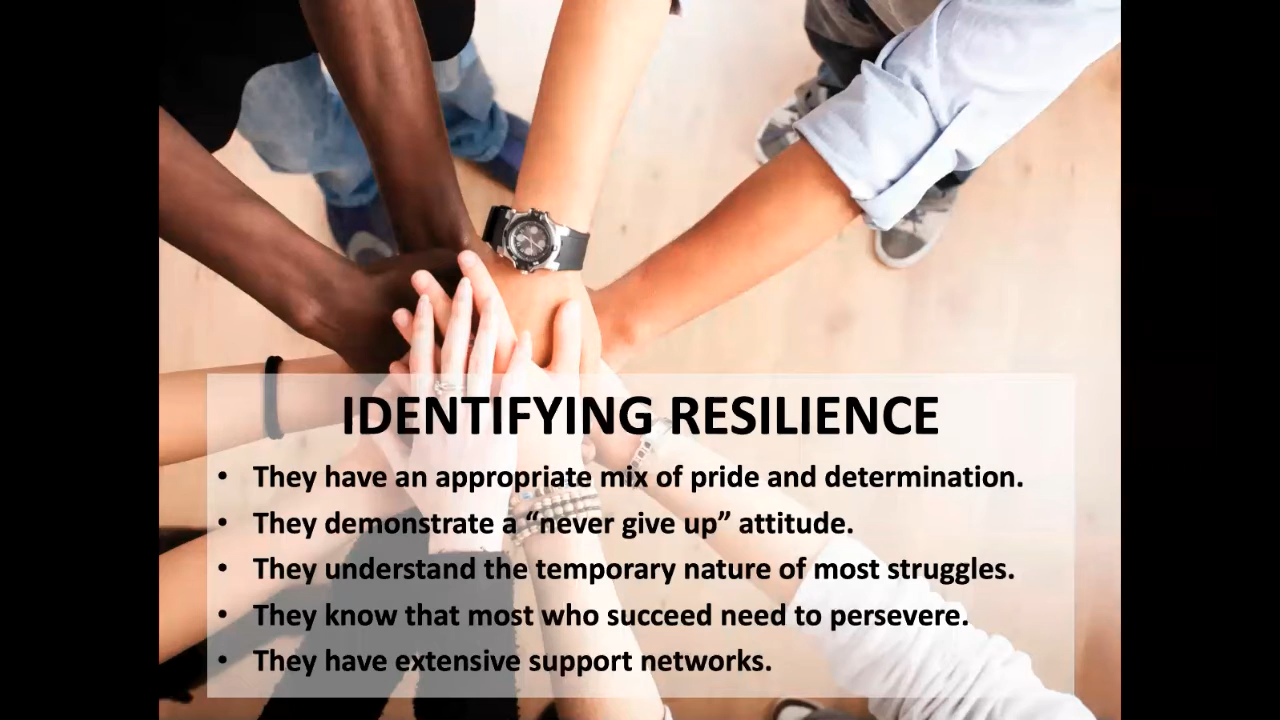 IDENTIFYING RESILIENCE
• They have an appropriate mix of pride and determination.
• They demonstrate a “never give up” attitude.
• They understand the temporary nature of most struggles.
• They know that most who succeed need to persevere.
• They have extensive support networks.